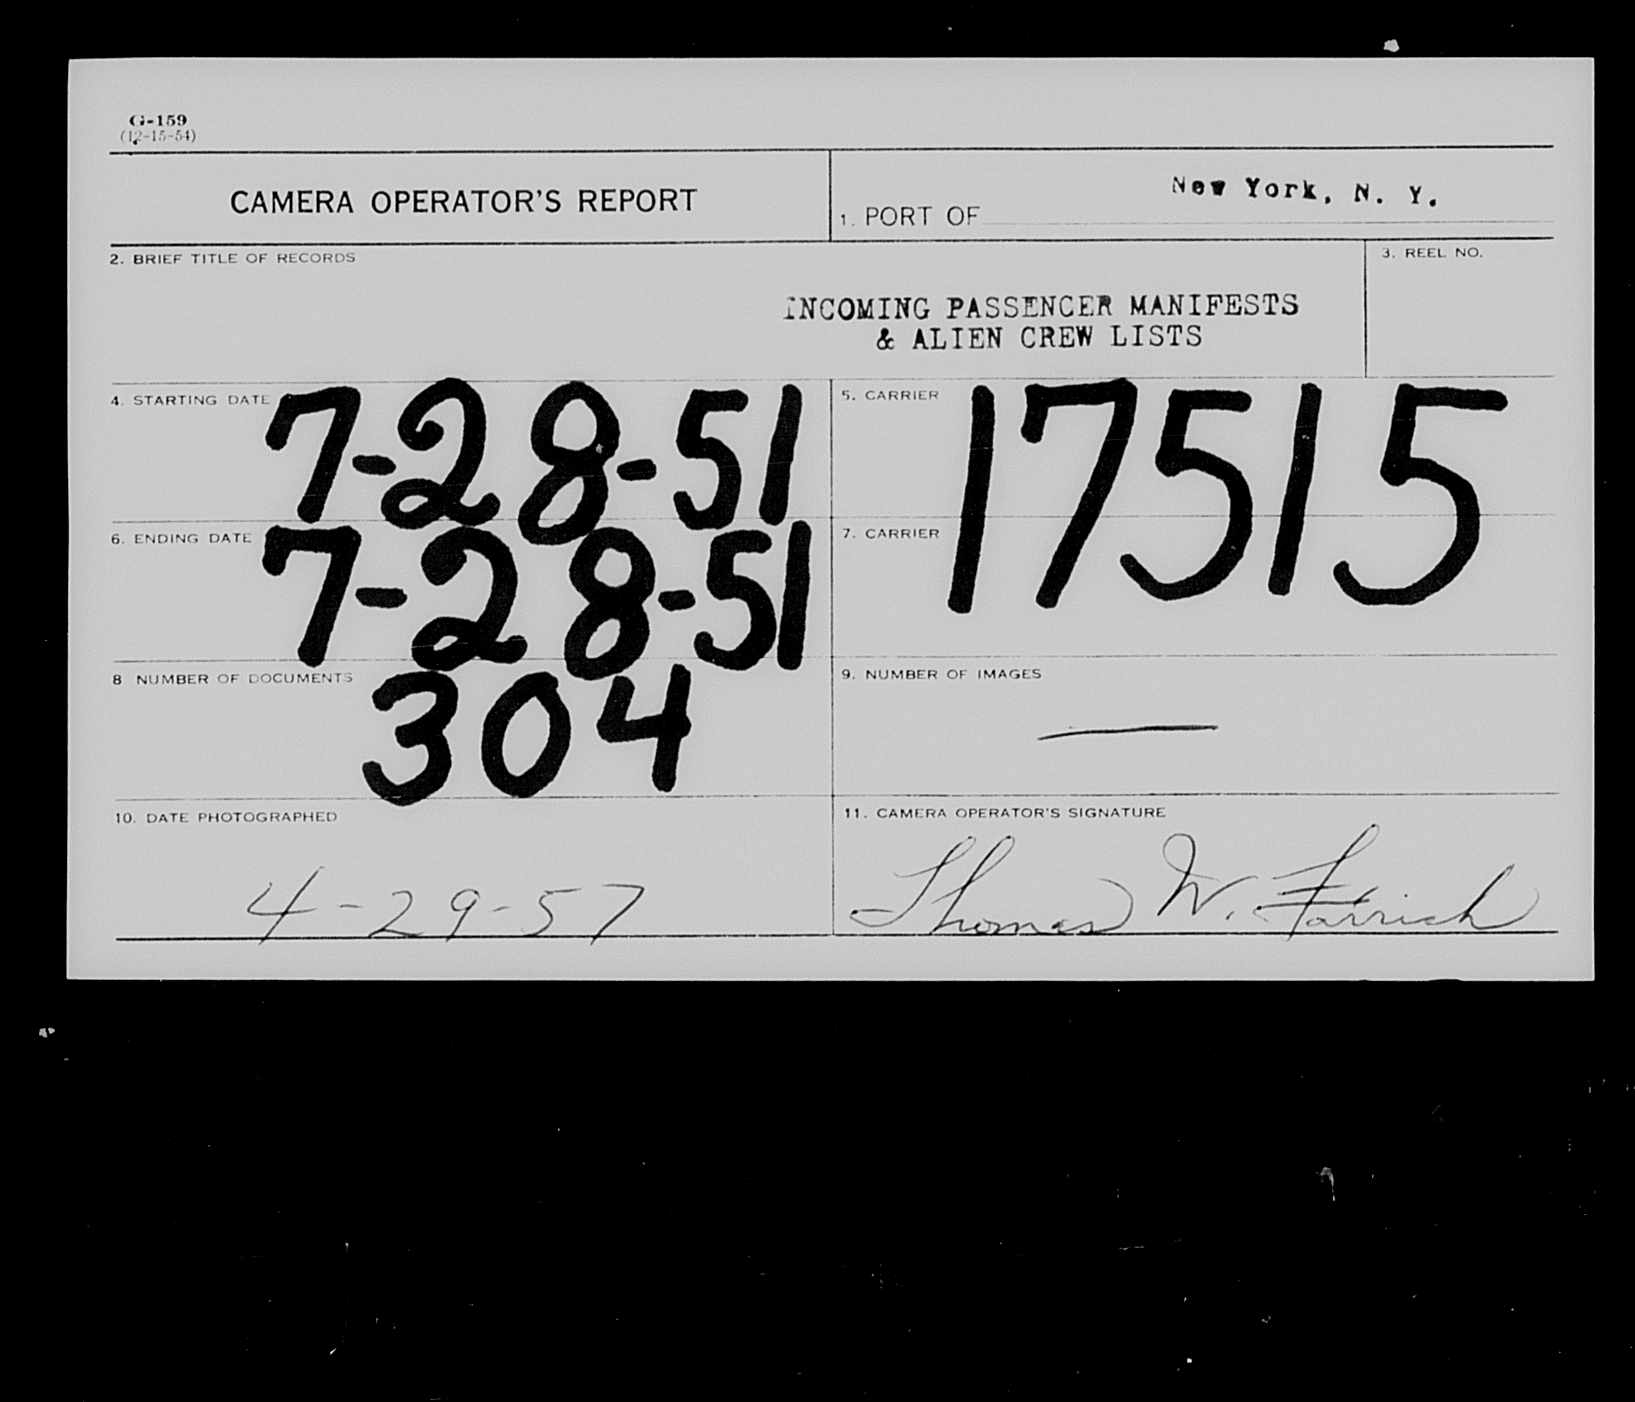 G-159
(12-15-54)
CAMERA OPERATOR'S REPORT
1. PORT OF New York, N. Y.
2. BRIEF TITLE OF RECORDS
INCOMING PASSENGER MANIFESTS
& ALIEN CREW LISTS
3. REEL NO.
4. STARTING DATE 7-28-51
5. CARRIER 17515
6. ENDING DATE 7-28-51
7. CARRIER
8 NUMBER OF DOCUMENTS 304
9. NUMBER OF IMAGES —
10. DATE PHOTOGRAPHED
4-29-57
11. CAMERA OPERATOR'S SIGNATURE
Thomas W.